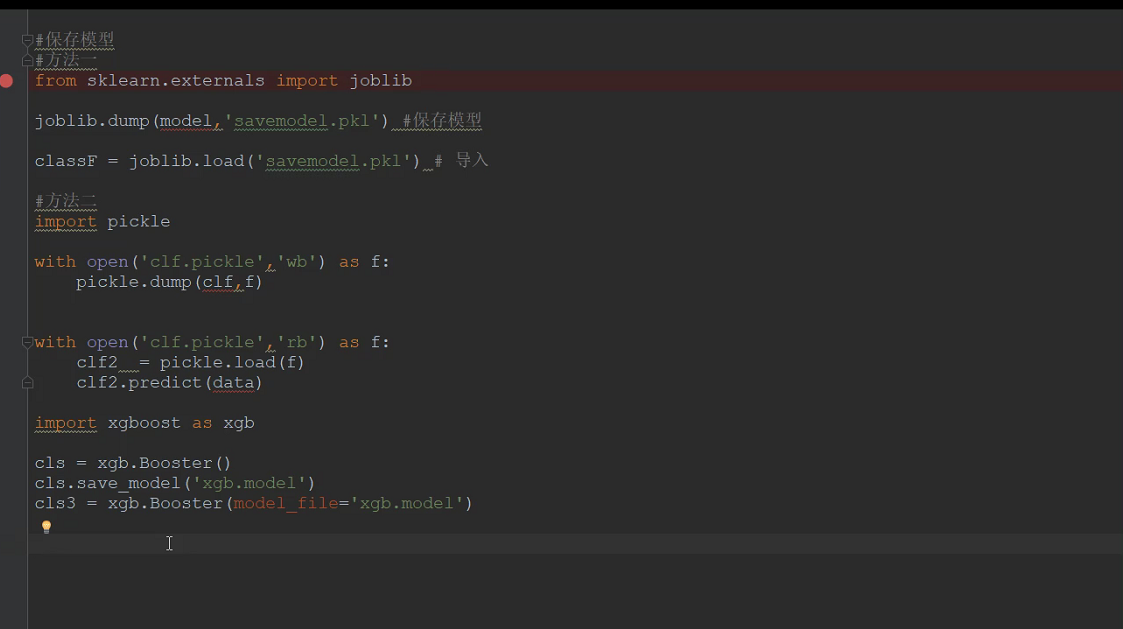 #保存模型
#方法一
from sklearn.externals import joblib
joblib.dump(model,'savemodel.pkl') #保存模型
classF = joblib.load('savemodel.pkl') # 导入
#方法二
import pickle
with open('clf.pickle','wb') as f:
pickle.dump(clf,f)
with open('clf.pickle','rb') as f:
clf2  = pickle.load(f)
clf2.predict(data)
import xgboost as xgb
cls = xgb.Booster()
cls.save_model('xgb.model')
cls3 = xgb.Booster(model_file='xgb.model')